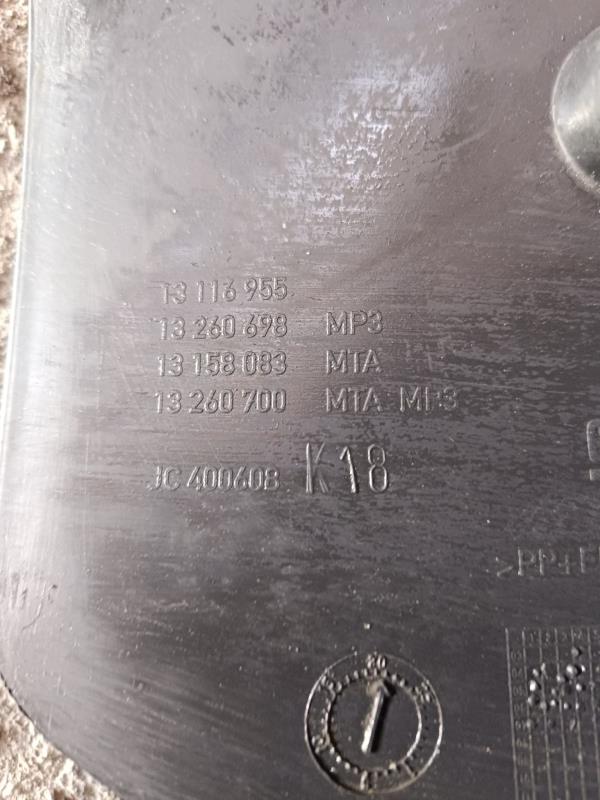 13 116 955
13 260 698 MP3
13 158 083 MTA
13 260 700 MTA MP3
JC 400608 K18
>PP+E
20